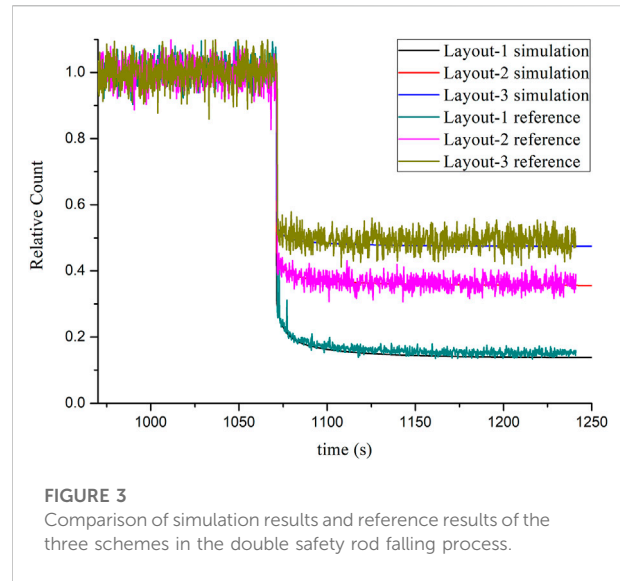 Layout-1 simulation
Layout-2 simulation
Layout-3 simulation
Layout-1 reference
Layout-2 reference
Layout-3 reference
Relative Count
1.0
0.8
0.6
0.4
0.2
0.0
1000
1050
1100
1150
1200
1250
time (s)
FIGURE 3
Comparison of simulation results and reference results of the
three schemes in the double safety rod falling process.